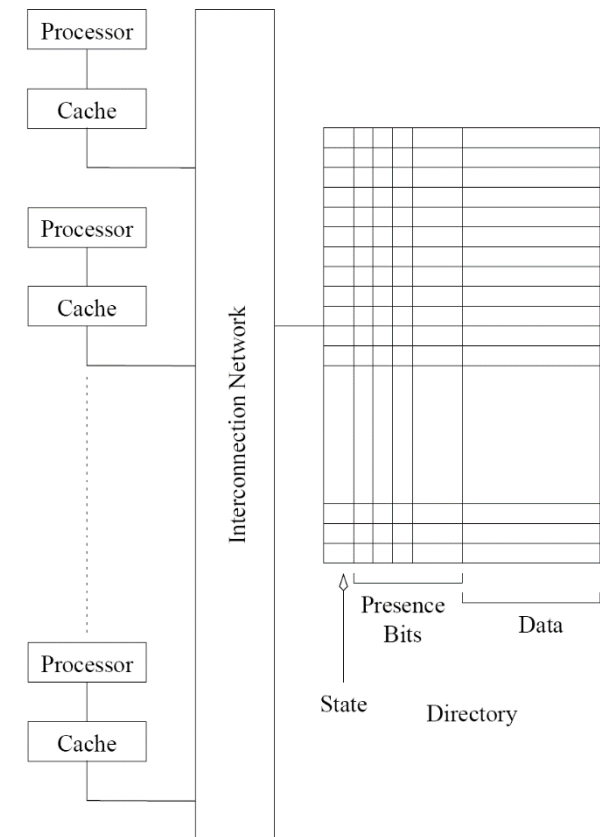 Processor
Cache
Processor
Cache
Interconnection Network
Processor
Cache
Presence
Bits
Data
State
Directory